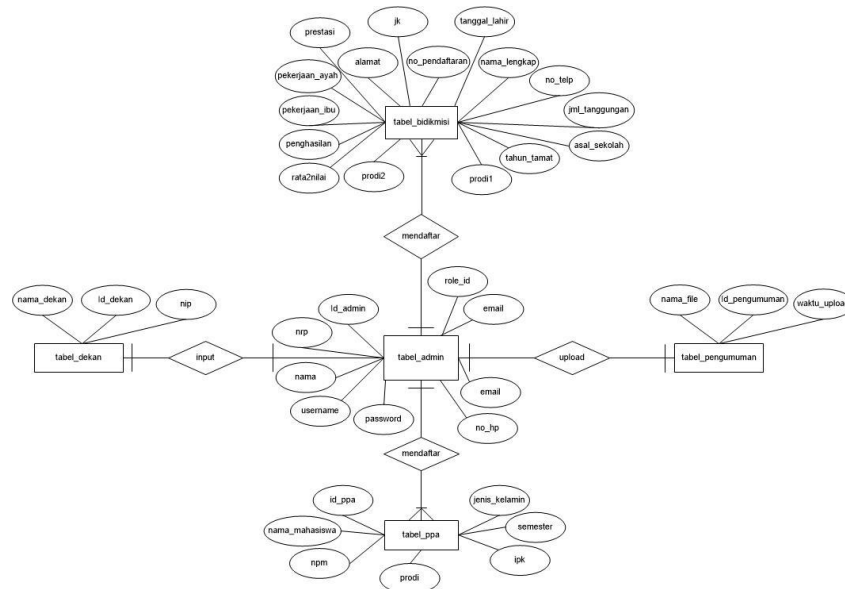 jk
tanggal_lahir
prestasi
alamat
no_pendaftaran
nama_lengkap
pekerjaan_ayah
no_telp
pekerjaan_ibu
tabel_bidikmisi
jml_tanggungan
penghasilan
asal_sekolah
tahun_tamat
rata2nilai
prodi2
prodi1
mendaftar
role_id
nama_dekan
Id_dekan
nip
Id_admin
email
nama_file
id_pengumuman
waktu_upload
nrp
tabel_dekan
input
tabel_admin
upload
tabel_pengumuman
nama
email
username
password
no_hp
mendaftar
id_ppa
jenis_kelamin
nama_mahasiswa
semester
tabel_ppa
npm
ipk
prodi